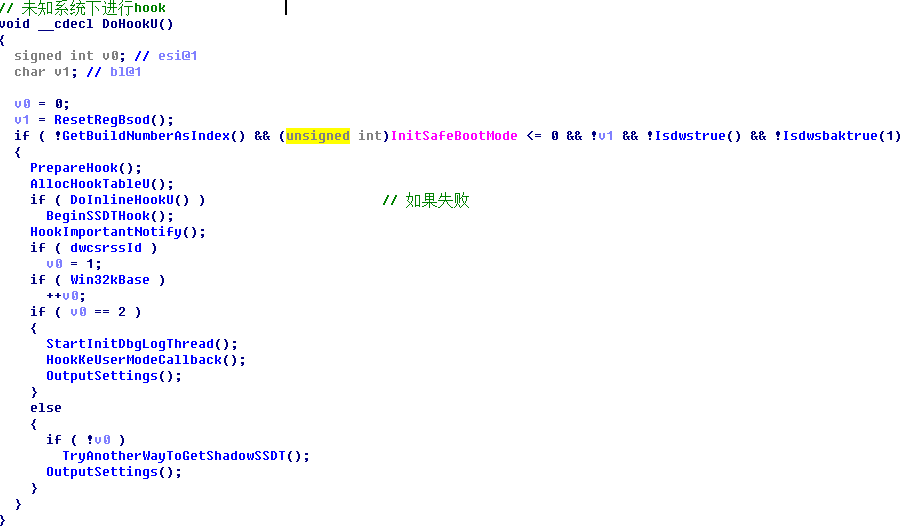 // 未知系统下进行hook
void __cdecl DoHookU()
{
  signed int v0; // esi@1
  char v1; // bl@1

  v0 = 0;
  v1 = ResetRegBsod();
  if ( !GetBuildNumberAsIndex() && (unsigned int)InitSafeBootMode <= 0 && !v1 && !Isdwstrue() && !Isdwsbaktrue(1)
  {
    PrepareHook();
    AllocHookTableU();
    if ( DoInlineHookU() )                      // 如果失败
      BeginSSDTHook();
    HookImportantNotify();
    if ( dwcsrssId )
      v0 = 1;
    if ( Win32kBase )
      ++v0;
    if ( v0 == 2 )
    {
      StartInitDbgLogThread();
      HookKeUserModeCallback();
      OutputSettings();
    }
    else
    {
      if ( !v0 )
        TryAnotherWayToGetShadowSSDT();
      OutputSettings();
    }
  }
}